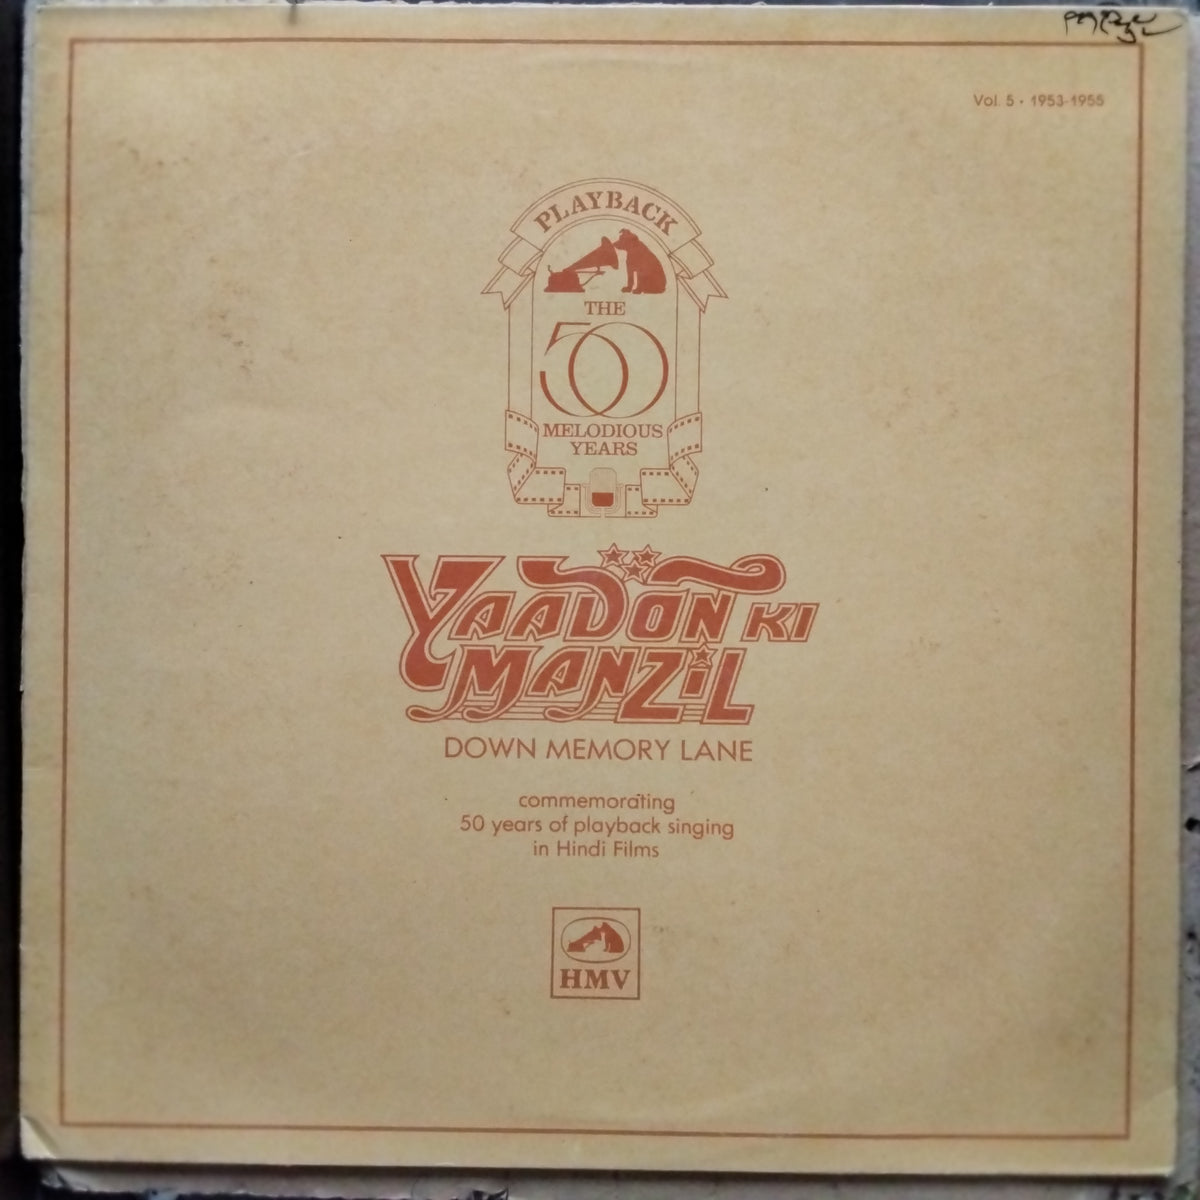 Vol. 5 • 1953-1955
PLAYBACK
THE
50
MELODIOUS
YEARS
YAADON KI
MANZiL
DOWN MEMORY LANE
commemorating
50 years of playback singing
in Hindi Films
HMV